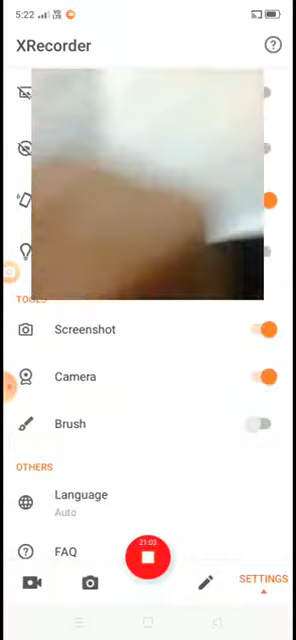 5:22
XRecorder
TOOLS
Screenshot
Camera
Brush
OTHERS
Language
Auto
21:03
FAQ
SETTINGS